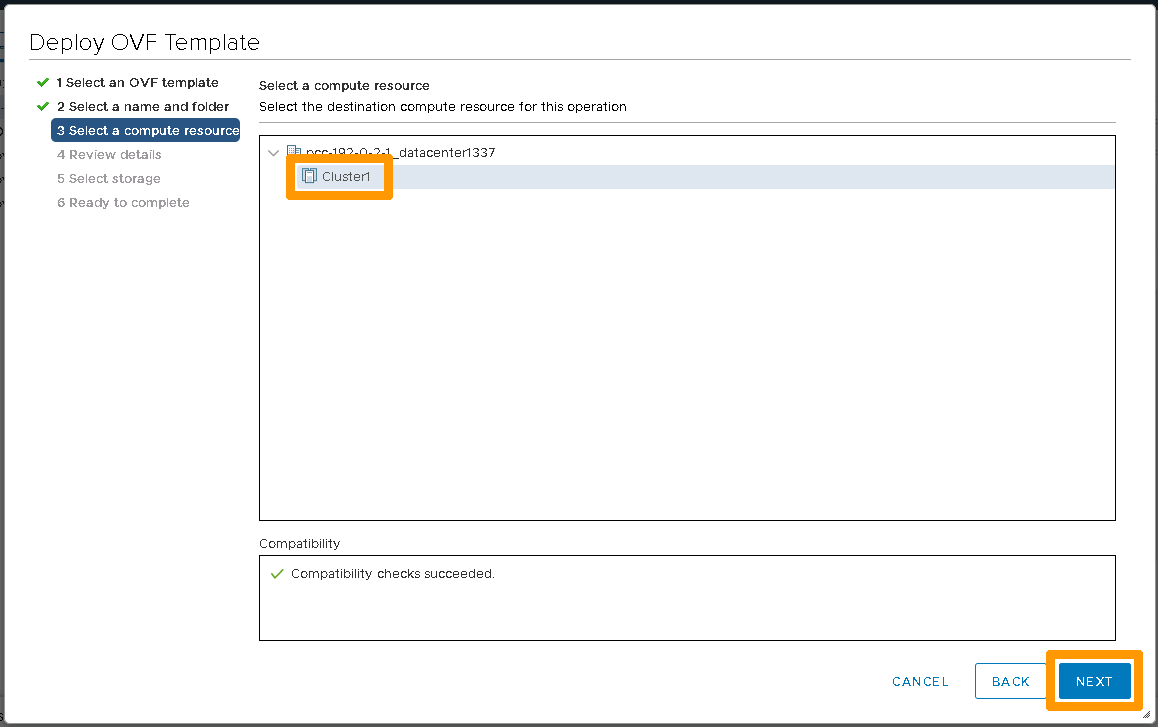 Deploy OVF Template
1 Select an OVF template
2 Select a name and folder
3 Select a compute resource
4 Review details
5 Select storage
6 Ready to complete
Select a compute resource
Select the destination compute resource for this operation
pcc-192-0-2-1_datacenter1337
Cluster1
Compatibility
Compatibility checks succeeded.
CANCEL
BACK
NEXT